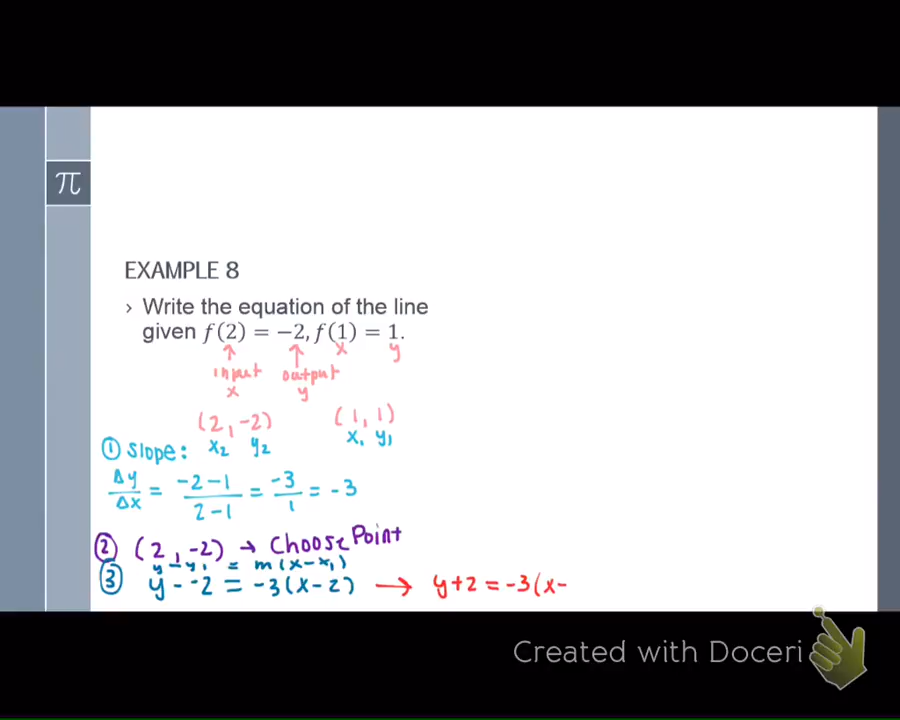 π
EXAMPLE 8
› Write the equation of the line
given f(2) = −2, f(1) = 1.
↑ ↑ x y
input output
x y
(2, -2) (1, 1)
① Slope: x₂ y₂ x₁ y₁
Δy/Δx = -2-1/2-1 = -3/1 = -3
② (2, -2) → Choose Point
y - y₁ = m(x-x₁)
③ y - -2 = -3(x-2) → y+2 = -3(x-
Created with Doceri